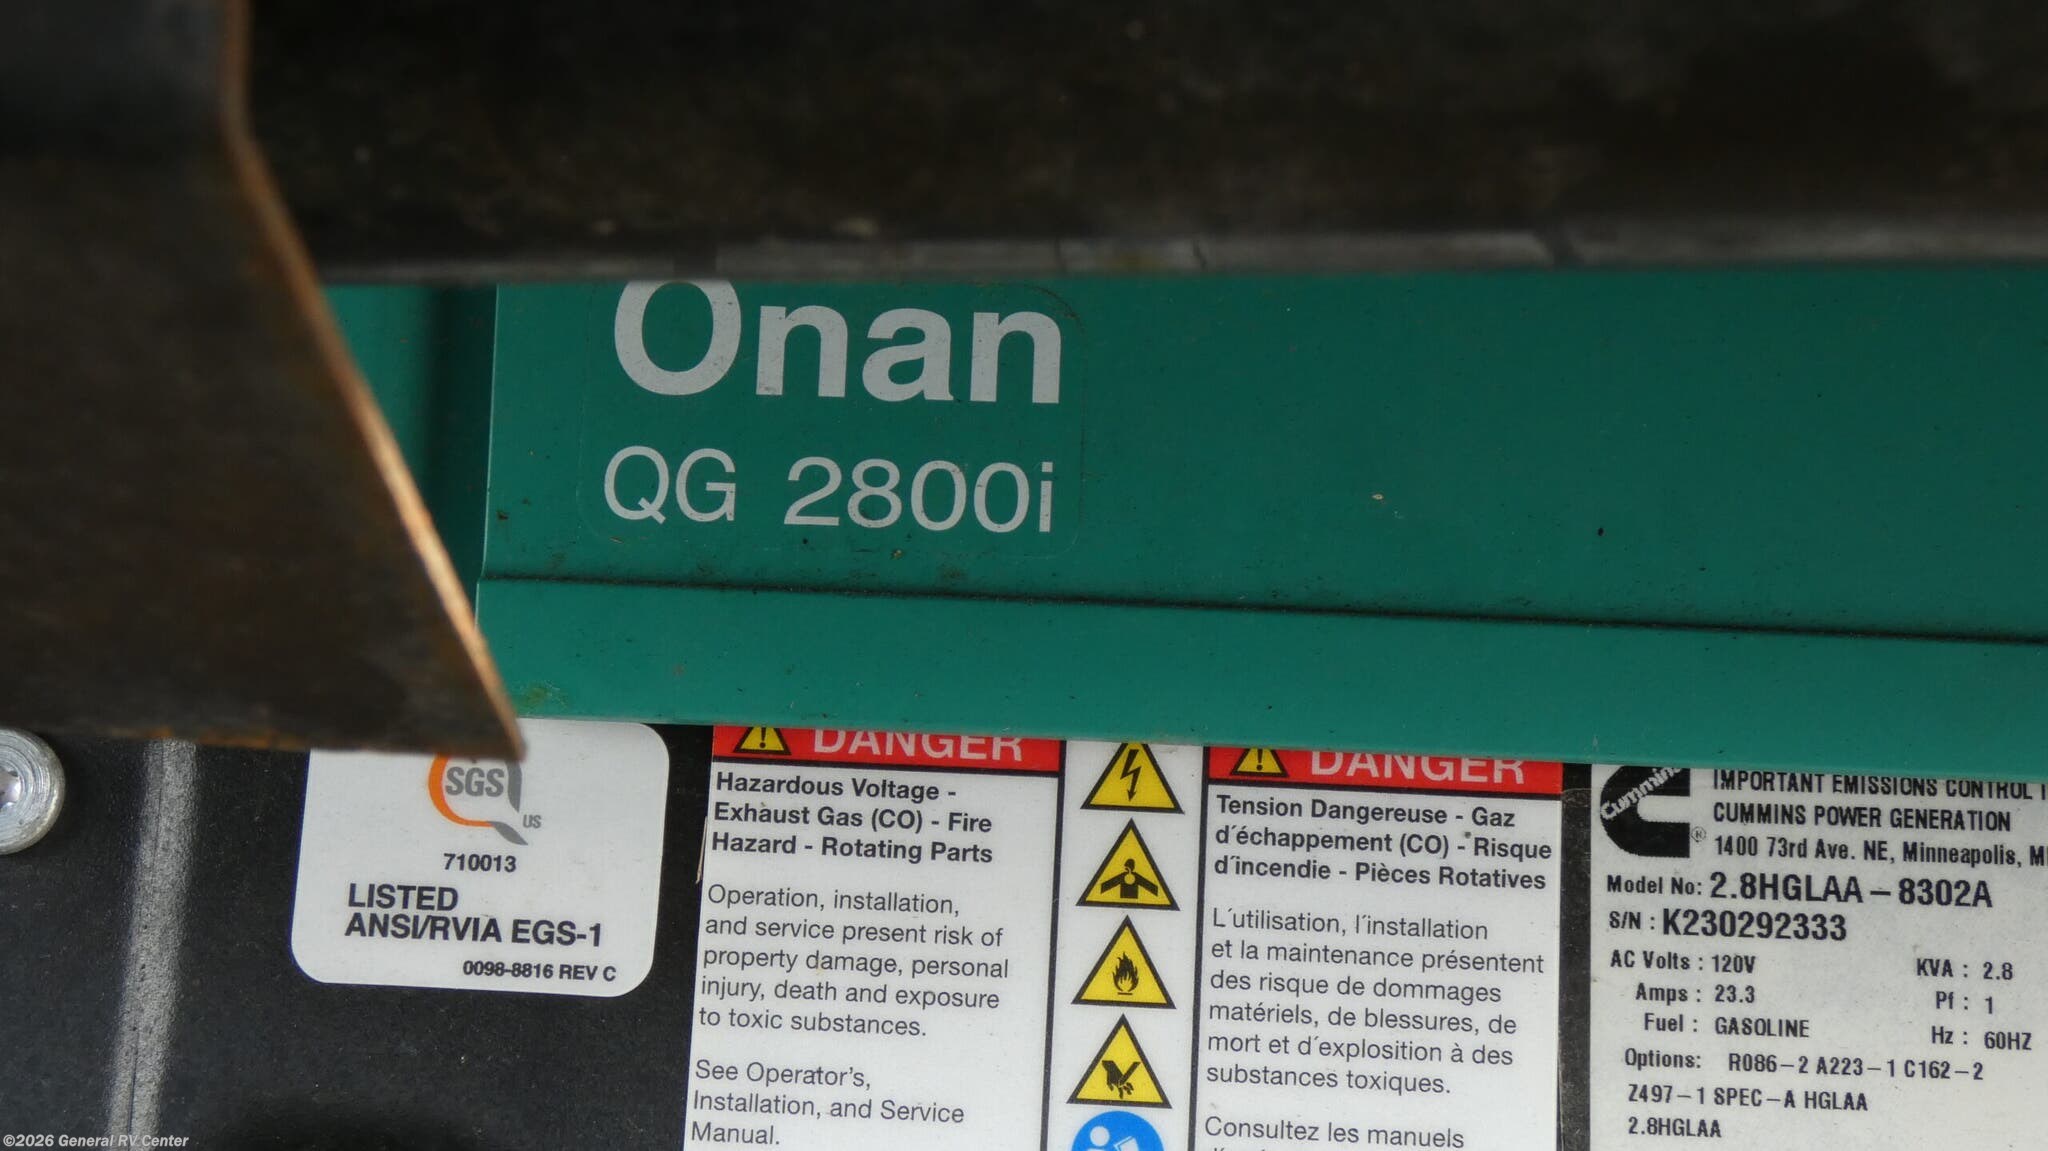 Onan
QG 2800i
SGS
US
710013
LISTED
ANSI/RVIA EGS-1
0098-8816 REV C
DANGER
Hazardous Voltage -
Exhaust Gas (CO) - Fire
Hazard - Rotating Parts
Operation, installation,
and service present risk of
property damage, personal
injury, death and exposure
to toxic substances.
See Operator's,
Installation, and Service
Manual.
DANGER
Tension Dangereuse - Gaz
d´échappement (CO) - Risque
d´incendie - Pièces Rotatives
L´utilisation, l´installation
et la maintenance présentent
des risque de dommages
matériels, de blessures, de
mort et d´explosition à des
substances toxiques.
Consultez les manuels
Cummins
®
IMPORTANT EMISSIONS CONTROL
CUMMINS POWER GENERATION
1400 73rd Ave. NE, Minneapolis,
Model No: 2.8HGLAA-8302A
S/N : K230292333
AC Volts : 120V KVA : 2.8
Amps : 23.3 Pf : 1
Fuel : GASOLINE Hz : 60HZ
Options: R086-2 A223-1 C162-2
Z497-1 SPEC-A HGLAA
2.8HGLAA
©2026 General RV Center